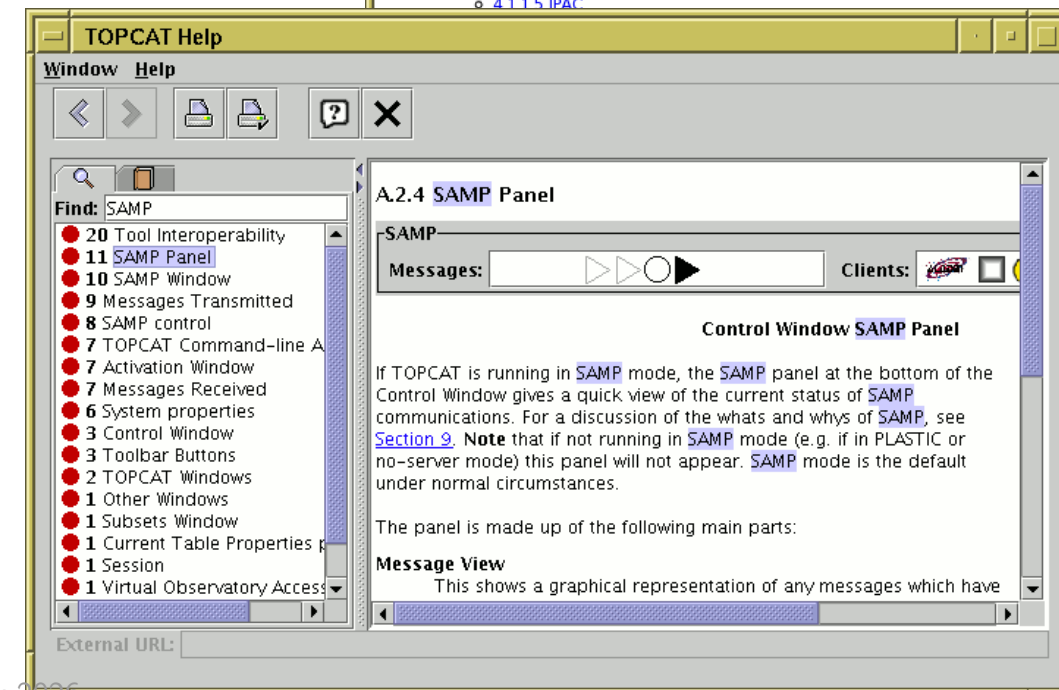 4.1.1.5 IPAC
TOPCAT Help
Window Help
Find: SAMP
20 Tool Interoperability
11 SAMP Panel
10 SAMP Window
9 Messages Transmitted
8 SAMP control
7 TOPCAT Command-line A
7 Activation Window
7 Messages Received
6 System properties
3 Control Window
3 Toolbar Buttons
2 TOPCAT Windows
1 Other Windows
1 Subsets Window
1 Current Table Properties p
1 Session
1 Virtual Observatory Access
A.2.4 SAMP Panel
SAMP
Messages:
Clients:
Control Window SAMP Panel
If TOPCAT is running in SAMP mode, the SAMP panel at the bottom of the
Control Window gives a quick view of the current status of SAMP
communications. For a discussion of the whats and whys of SAMP, see
Section 9. Note that if not running in SAMP mode (e.g. if in PLASTIC or
no-server mode) this panel will not appear. SAMP mode is the default
under normal circumstances.
The panel is made up of the following main parts:
Message View
This shows a graphical representation of any messages which have
External URL: